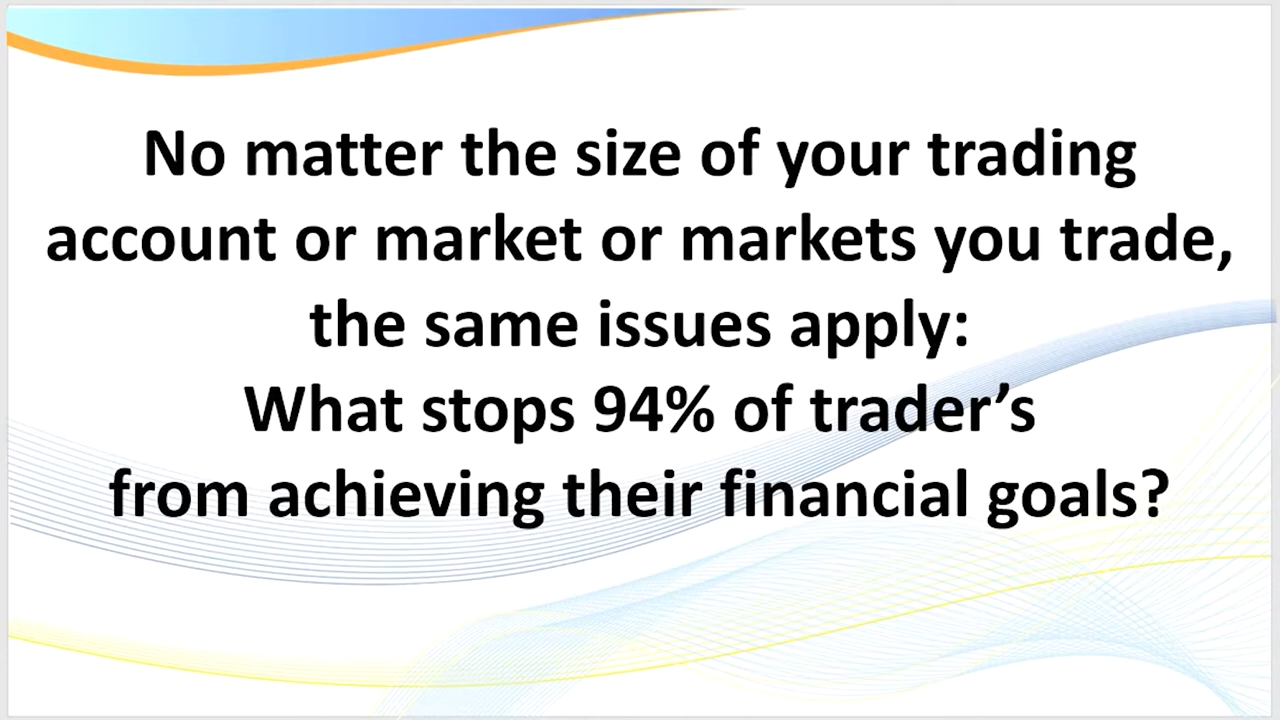 No matter the size of your trading
account or market or markets you trade,
the same issues apply:
What stops 94% of trader’s
from achieving their financial goals?